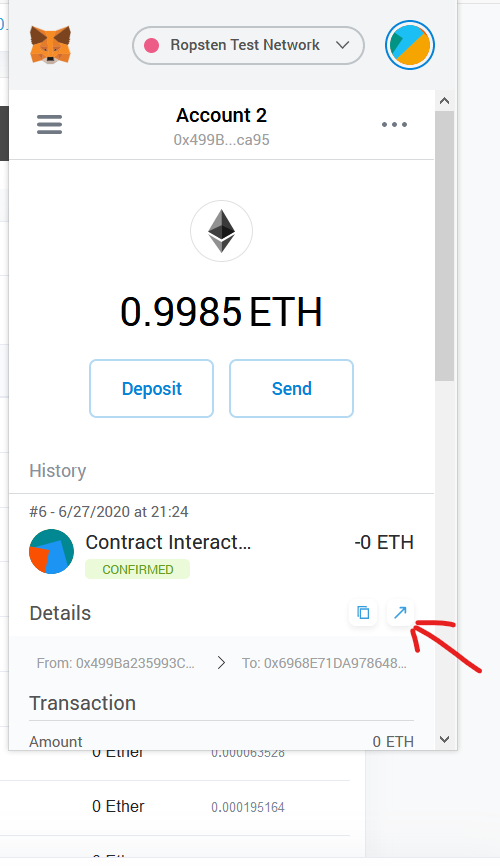 0.
Ropsten Test Network
Account 2
0x499B...ca95
0.9985 ETH
Deposit
Send
History
#6 - 6/27/2020 at 21:24
Contract Interact...
-0 ETH
CONFIRMED
Details
From: 0x499Ba235993C...
To: 0x6968E71DA978648...
Transaction
Amount
0 ETH
0 Ether 0.000063528
0 Ether 0.000195164